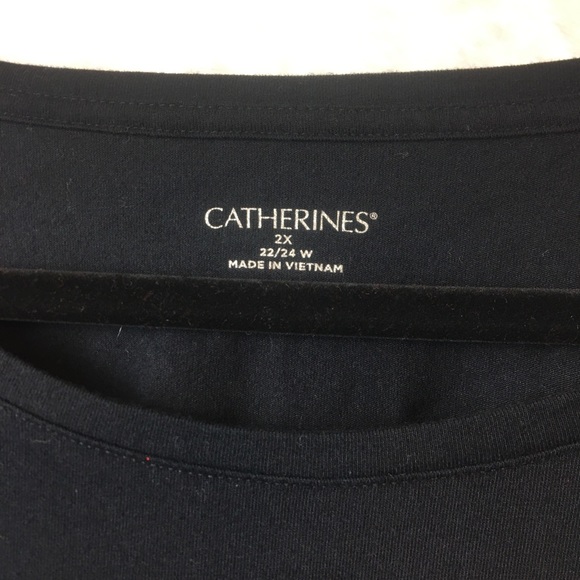 CATHERINES®
2X
22/24 W
MADE IN VIETNAM